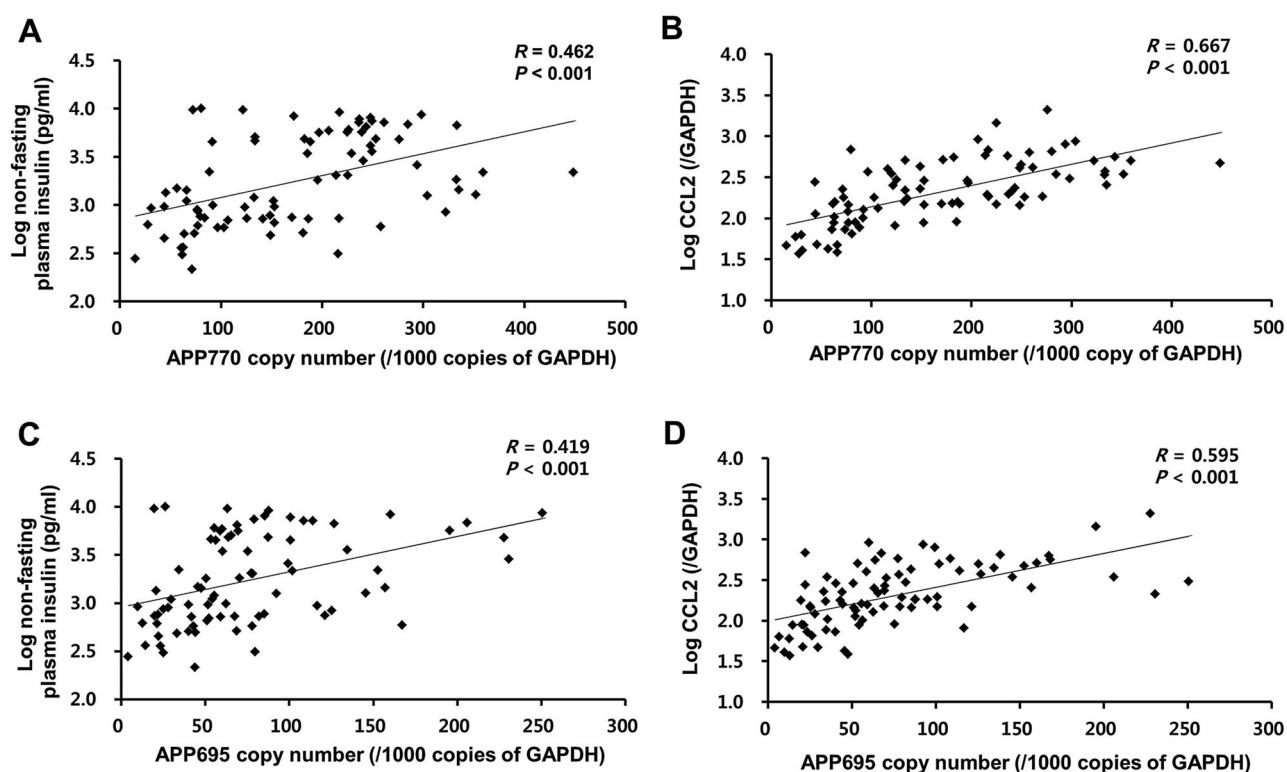 A
R = 0.462
P < 0.001
Log non-fasting
plasma insulin (pg/ml)
4.5
4.0
3.5
3.0
2.5
2.0
0 100 200 300 400 500
APP770 copy number (/1000 copies of GAPDH)
B
R = 0.667
P < 0.001
Log CCL2 (/GAPDH)
4.0
3.5
3.0
2.5
2.0
1.5
1.0
0 100 200 300 400 500
APP770 copy number (/1000 copy of GAPDH)
C
R = 0.419
P < 0.001
Log non-fasting
plasma insulin (pg/ml)
4.5
4.0
3.5
3.0
2.5
2.0
0 50 100 150 200 250 300
APP695 copy number (/1000 copies of GAPDH)
D
R = 0.595
P < 0.001
Log CCL2 (/GAPDH)
4.0
3.5
3.0
2.5
2.0
1.5
1.0
0 50 100 150 200 250 300
APP695 copy number (/1000 copies of GAPDH)